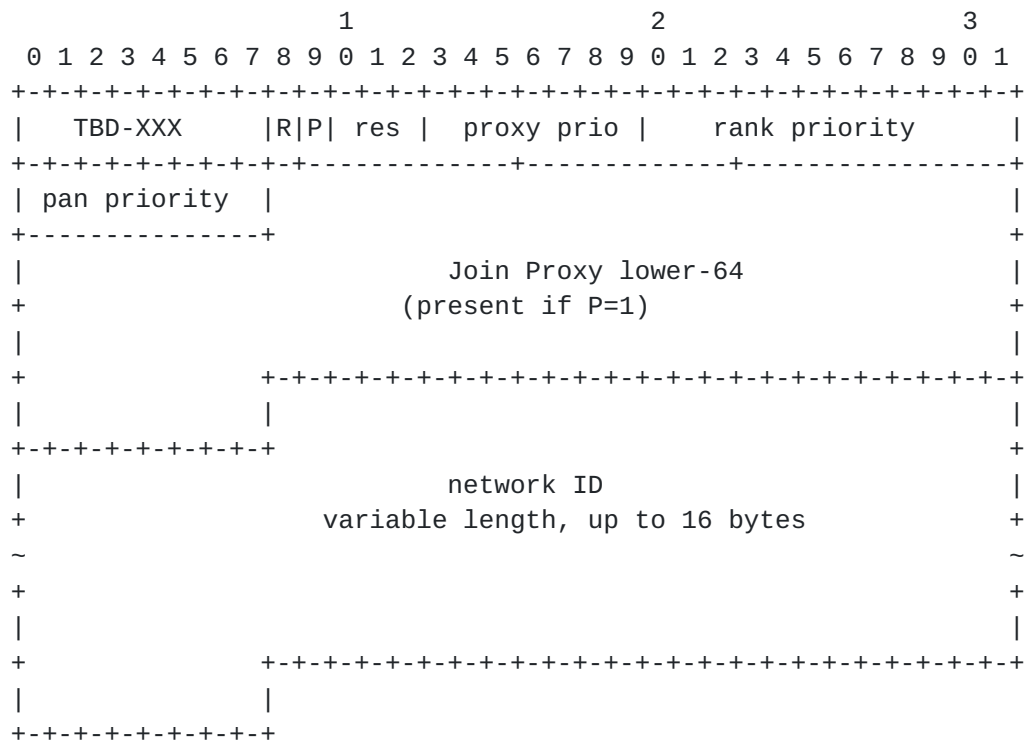 1                   2                   3
 0 1 2 3 4 5 6 7 8 9 0 1 2 3 4 5 6 7 8 9 0 1 2 3 4 5 6 7 8 9 0 1
+-+-+-+-+-+-+-+-+-+-+-+-+-+-+-+-+-+-+-+-+-+-+-+-+-+-+-+-+-+-+-+-+
|   TBD-XXX     |R|P| res |  proxy prio |    rank priority      |
+-+-+-+-+-+-+-+-+-+-------------+-------------+-----------------+
| pan priority  |                                               |
+---------------+                                               +
|                           Join Proxy lower-64                 |
+                        (present if P=1)                       +
|                                                               |
+               +-+-+-+-+-+-+-+-+-+-+-+-+-+-+-+-+-+-+-+-+-+-+-+-+
|               |                                               |
+-+-+-+-+-+-+-+-+                                               +
|                           network ID                          |
+                   variable length, up to 16 bytes             +
~                                                               ~
+                                                               +
|                                                               |
+               +-+-+-+-+-+-+-+-+-+-+-+-+-+-+-+-+-+-+-+-+-+-+-+-+
|               |
+-+-+-+-+-+-+-+-+